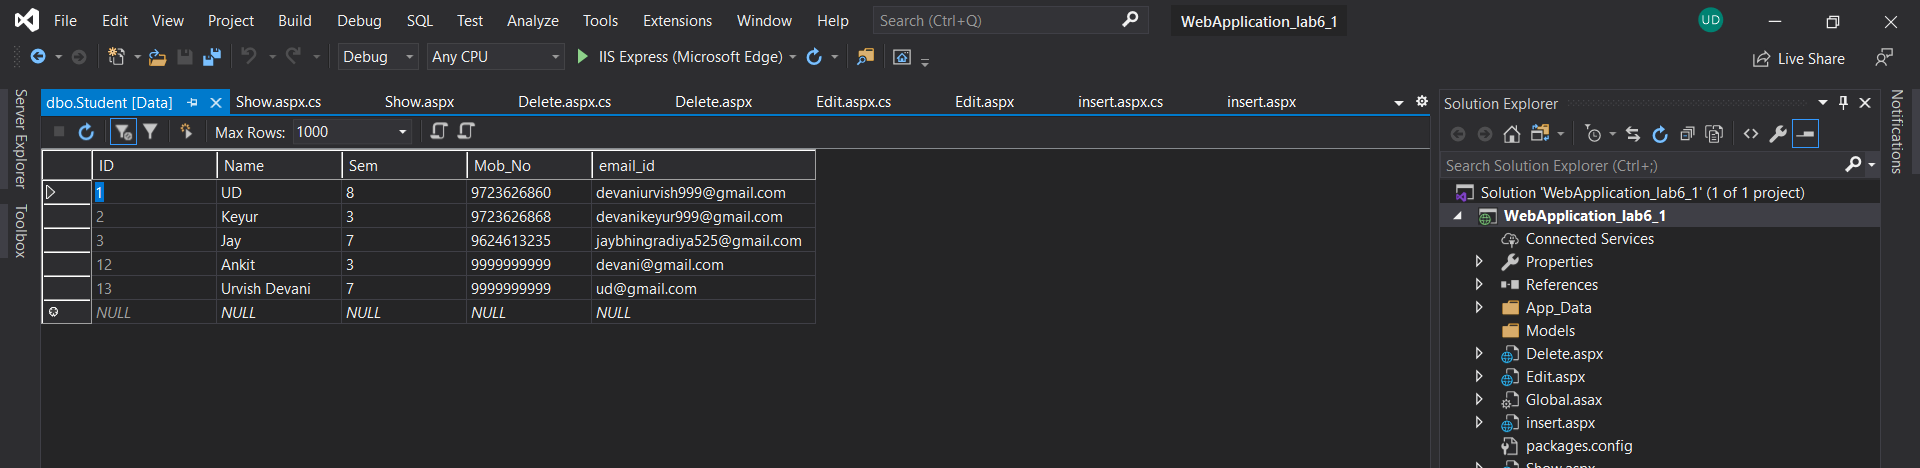 File Edit View Project Build Debug SQL Test Analyze Tools Extensions Window Help Search (Ctrl+Q) WebApplication_lab6_1 UD
Debug Any CPU IIS Express (Microsoft Edge) Live Share
Server Explorer
Toolbox
dbo.Student [Data] Show.aspx.cs Show.aspx Delete.aspx.cs Delete.aspx Edit.aspx.cs Edit.aspx insert.aspx.cs insert.aspx
Max Rows: 1000
ID Name Sem Mob_No email_id
1 UD 8 9723626860 devaniurvish999@gmail.com
2 Keyur 3 9723626868 devanikeyur999@gmail.com
3 Jay 7 9624613235 jaybhingradiya525@gmail.com
12 Ankit 3 9999999999 devani@gmail.com
13 Urvish Devani 7 9999999999 ud@gmail.com
NULL NULL NULL NULL NULL
Solution Explorer
Search Solution Explorer (Ctrl+;)
Solution 'WebApplication_lab6_1' (1 of 1 project)
WebApplication_lab6_1
Connected Services
Properties
References
App_Data
Models
Delete.aspx
Edit.aspx
Global.asax
insert.aspx
packages.config
Show.aspx
Notifications